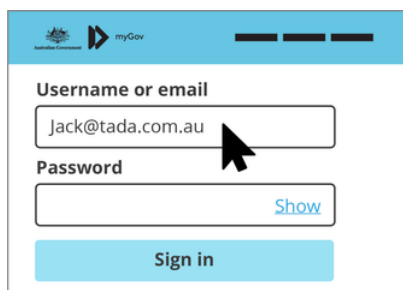 Australian Government
myGov
Username or email
Jack@tada.com.au
Password
Show
Sign in